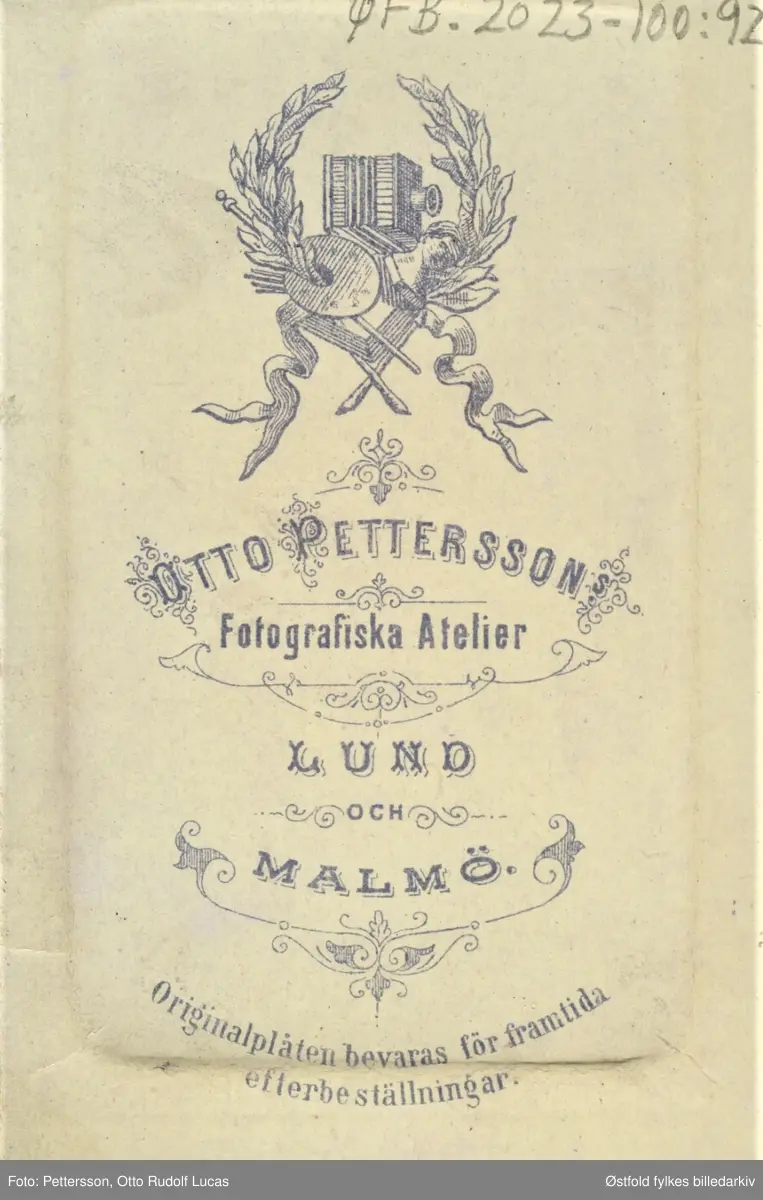 ØFB. 2023-100:92
OTTO PETTERSSONS
Fotografiska Atelier
LUND
OCH
MALMÖ.
Originalplåten bevaras för framtida
efterbeställningar.
Foto: Pettersson, Otto Rudolf Lucas
Østfold fylkes billedarkiv